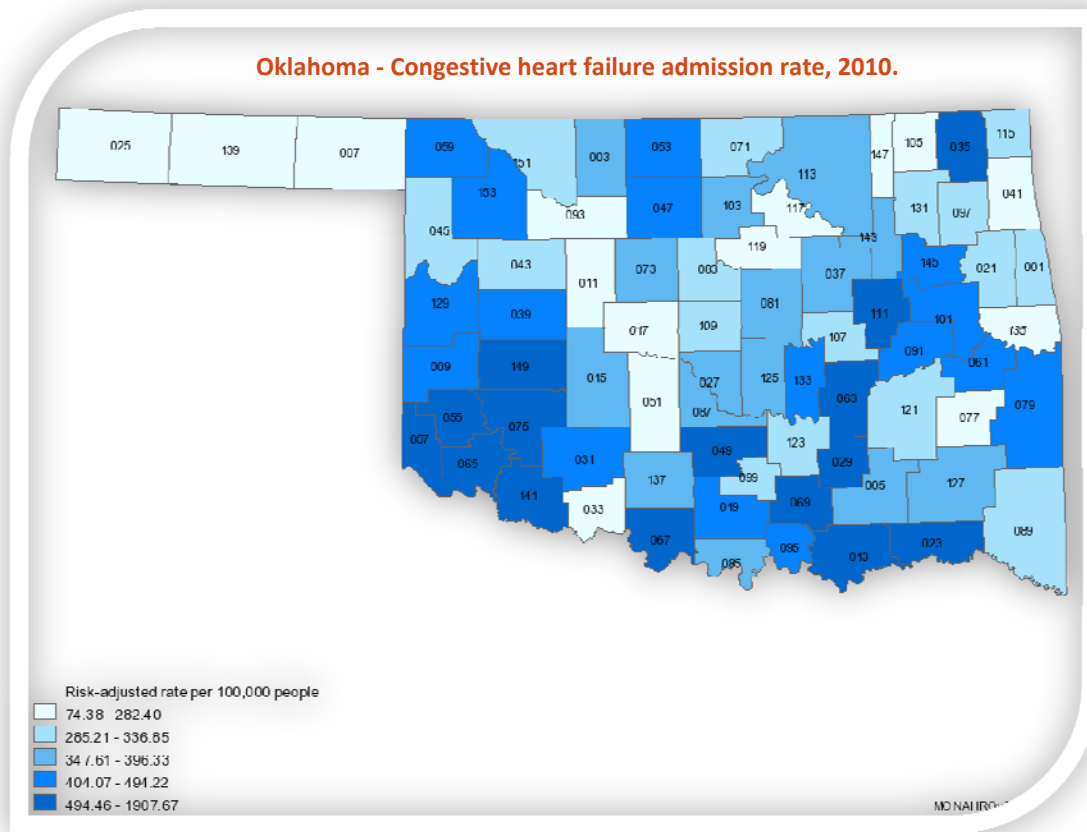 Oklahoma - Congestive heart failure admission rate, 2010.
025 139 007 059 151 003 053 071 113 147 105 035 115
153 093 047 103 117 131 097 041
045 043 011 073 083 119 037 143 145 021 001
129 039 017 109 081 107 111 101 135
009 149 015 051 027 125 133 091 061 079
055 075 087 063 121 077
057 065 031 049 123 029
141 033 137 099 019 069 005 127
067 085 095 013 023 089
Risk-adjusted rate per 100,000 people
74.38 282.40
285.21 - 336.85
347.61 - 396.33
404.07 - 494.22
494.46 - 1907.67